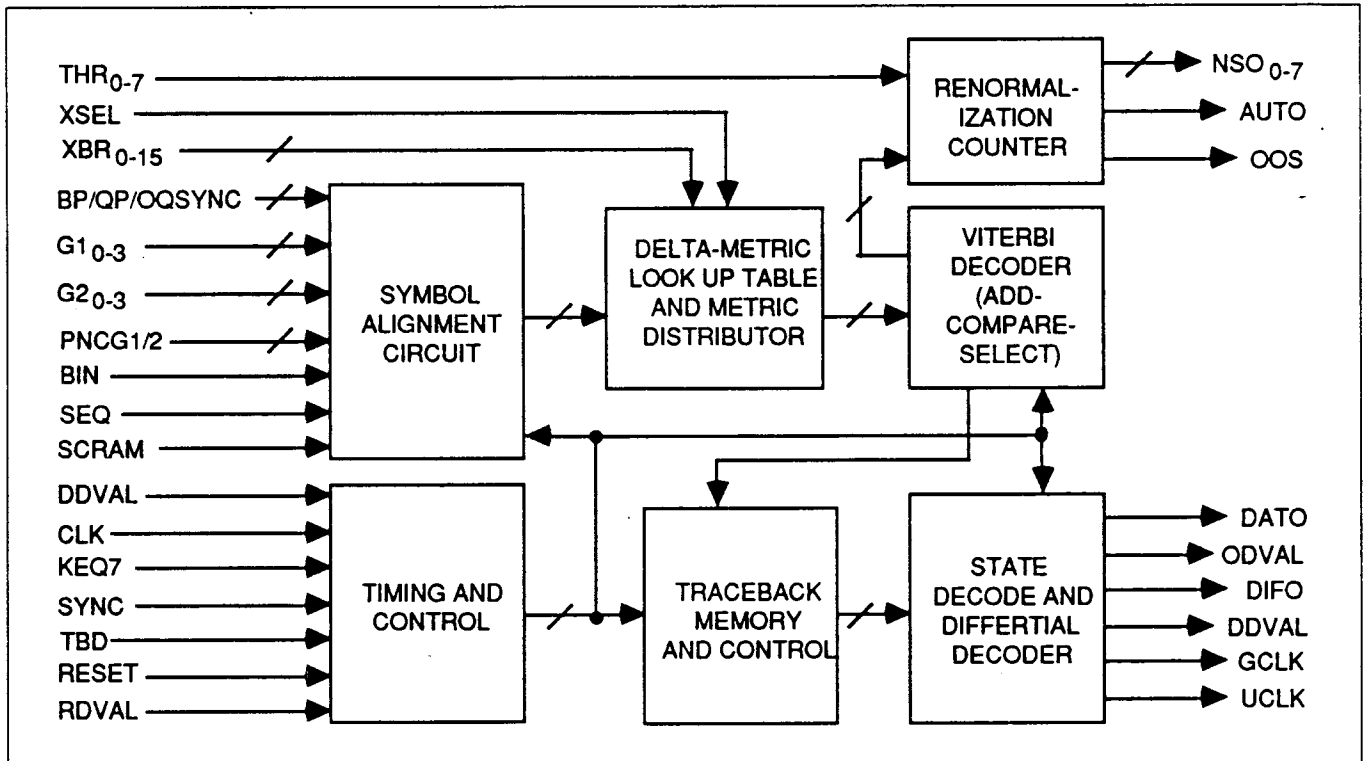 THR0-7
XSEL
XBR0-15
BP/QP/OQSYNC
G10-3
G20-3
PNCG1/2
BIN
SEQ
SCRAM
DDVAL
CLK
KEQ7
SYNC
TBD
RESET
RDVAL
SYMBOL
ALIGNMENT
CIRCUIT
TIMING AND
CONTROL
DELTA-METRIC
LOOK UP TABLE
AND METRIC
DISTRIBUTOR
TRACEBACK
MEMORY
AND CONTROL
RENORMAL-
IZATION
COUNTER
VITERBI
DECODER
(ADD-
COMPARE-
SELECT)
STATE
DECODE AND
DIFFERTIAL
DECODER
NSO0-7
AUTO
OOS
DATO
ODVAL
DIFO
DDVAL
GCLK
UCLK